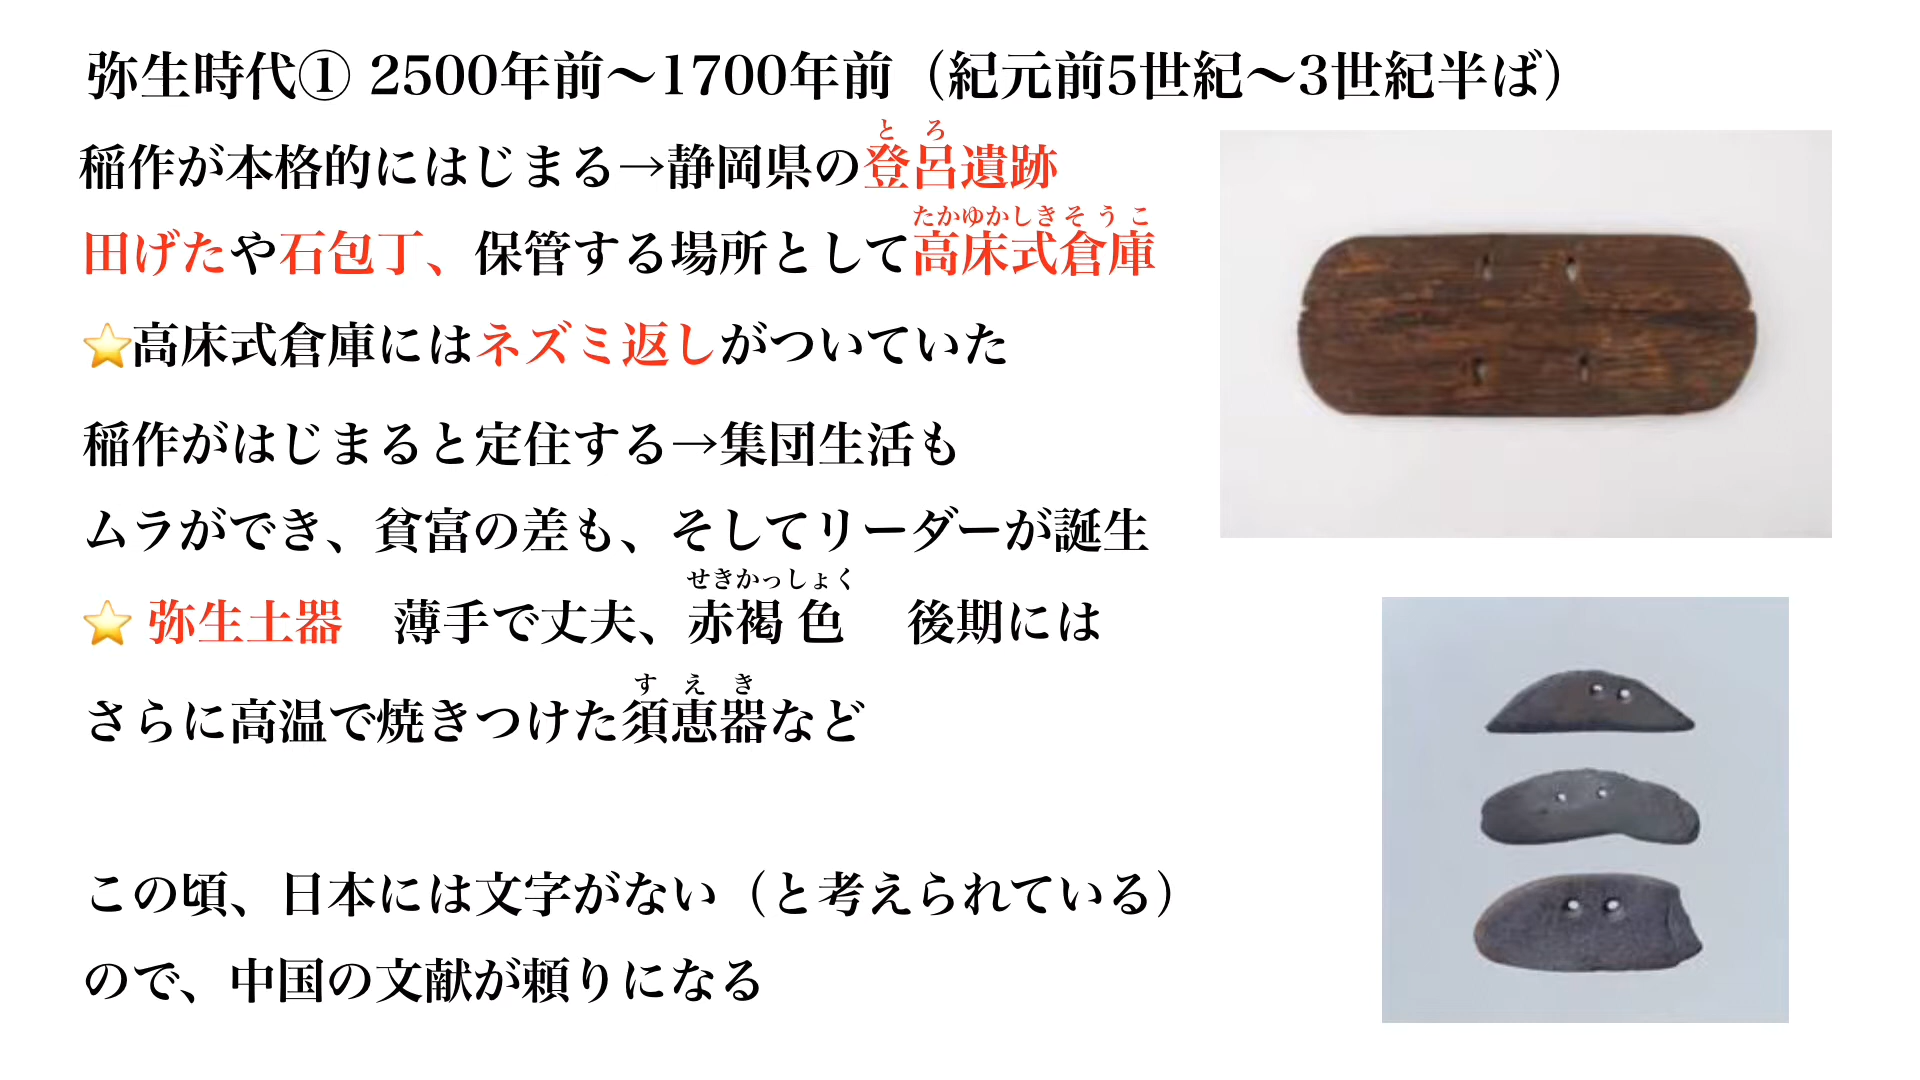 弥生時代① 2500年前〜1700年前（紀元前5世紀〜3世紀半ば）
とろ
稲作が本格的にはじまる→静岡県の登呂遺跡
たかゆかしきそうこ
田げたや石包丁、保管する場所として高床式倉庫
⭐高床式倉庫にはネズミ返しがついていた
稲作がはじまると定住する→集団生活も
ムラができ、貧富の差も、そしてリーダーが誕生
せきかっしょく
⭐ 弥生土器　薄手で丈夫、赤褐色　後期には
すえき
さらに高温で焼きつけた須恵器など
この頃、日本には文字がない（と考えられている）
ので、中国の文献が頼りになる